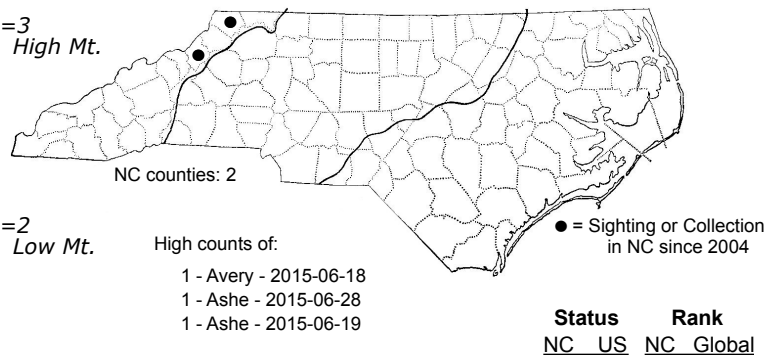 =3
High Mt.
NC counties: 2
=2
Low Mt.
High counts of:
1 - Avery - 2015-06-18
1 - Ashe - 2015-06-28
1 - Ashe - 2015-06-19
● = Sighting or Collection
in NC since 2004
Status Rank
NC US NC Global